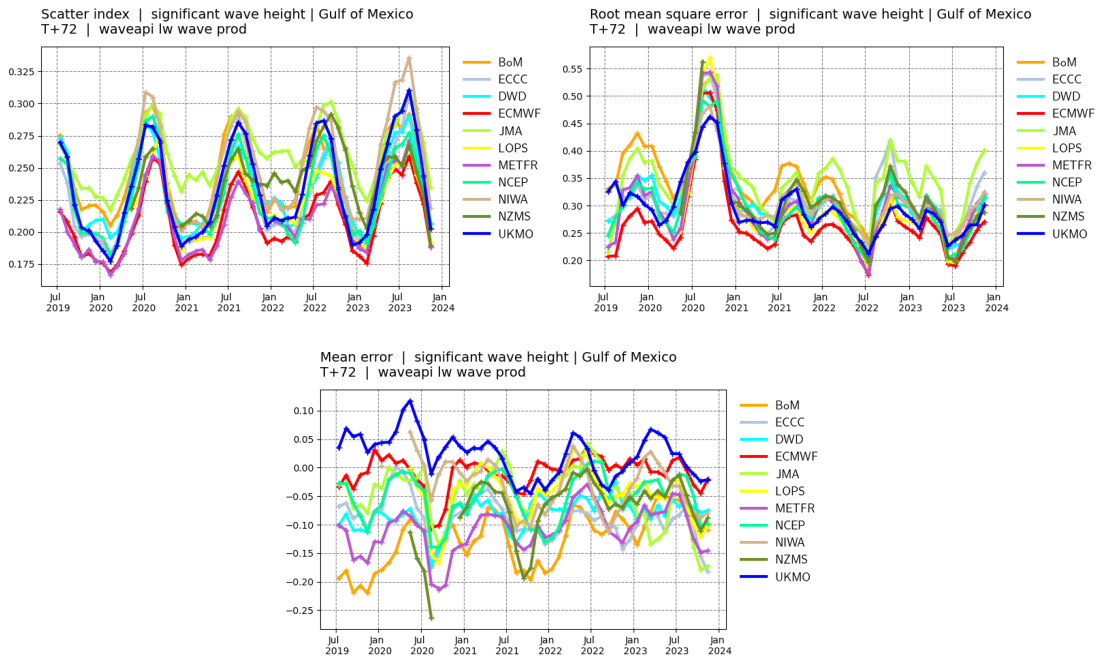 Scatter index | significant wave height | Gulf of Mexico
T+72 | waveapi lw wave prod
0.325
0.300
0.275
0.250
0.225
0.200
0.175
Jul 2019
Jan 2020
Jul 2020
Jan 2021
Jul 2021
Jan 2022
Jul 2022
Jan 2023
Jul 2023
Jan 2024
BoM
ECCC
DWD
ECMWF
JMA
LOPS
METFR
NCEP
NIWA
NZMS
UKMO
Root mean square error | significant wave height | Gulf of Mexico
T+72 | waveapi lw wave prod
0.55
0.50
0.45
0.40
0.35
0.30
0.25
0.20
Jul 2019
Jan 2020
Jul 2020
Jan 2021
Jul 2021
Jan 2022
Jul 2022
Jan 2023
Jul 2023
Jan 2024
BoM
ECCC
DWD
ECMWF
JMA
LOPS
METFR
NCEP
NIWA
NZMS
UKMO
Mean error | significant wave height | Gulf of Mexico
T+72 | waveapi lw wave prod
0.10
0.05
0.00
−0.05
−0.10
−0.15
−0.20
−0.25
Jul 2019
Jan 2020
Jul 2020
Jan 2021
Jul 2021
Jan 2022
Jul 2022
Jan 2023
Jul 2023
Jan 2024
BoM
ECCC
DWD
ECMWF
JMA
LOPS
METFR
NCEP
NIWA
NZMS
UKMO